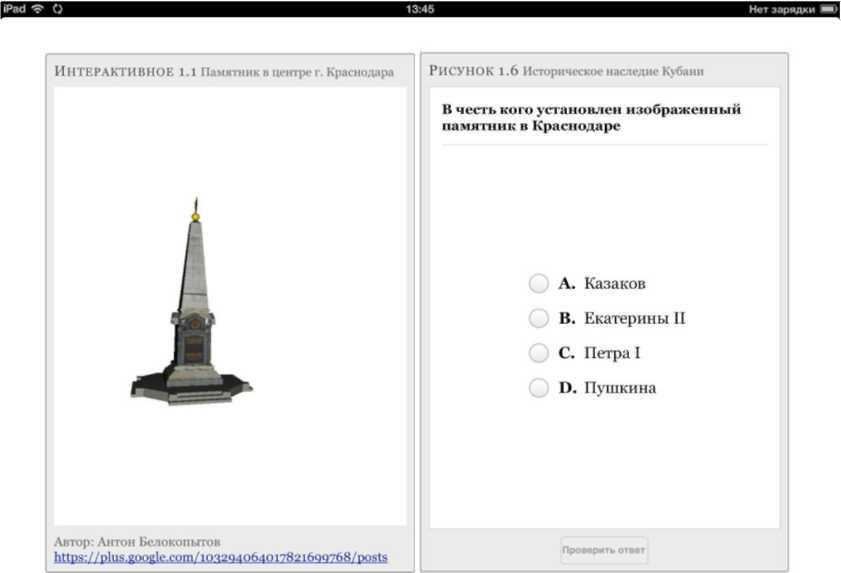 iPad
13:45
Нет зарядки
Интерактивное 1.1 Памятник в центре г. Краснодара
Автор: Антон Белокопытов
https://plus.google.com/103294064017821699768/posts
Рисунок 1.6 Историческое наследие Кубани
В честь кого установлен изображенный
памятник в Краснодаре
A. Казаков
B. Екатерины II
C. Петра I
D. Пушкина
Проверить ответ